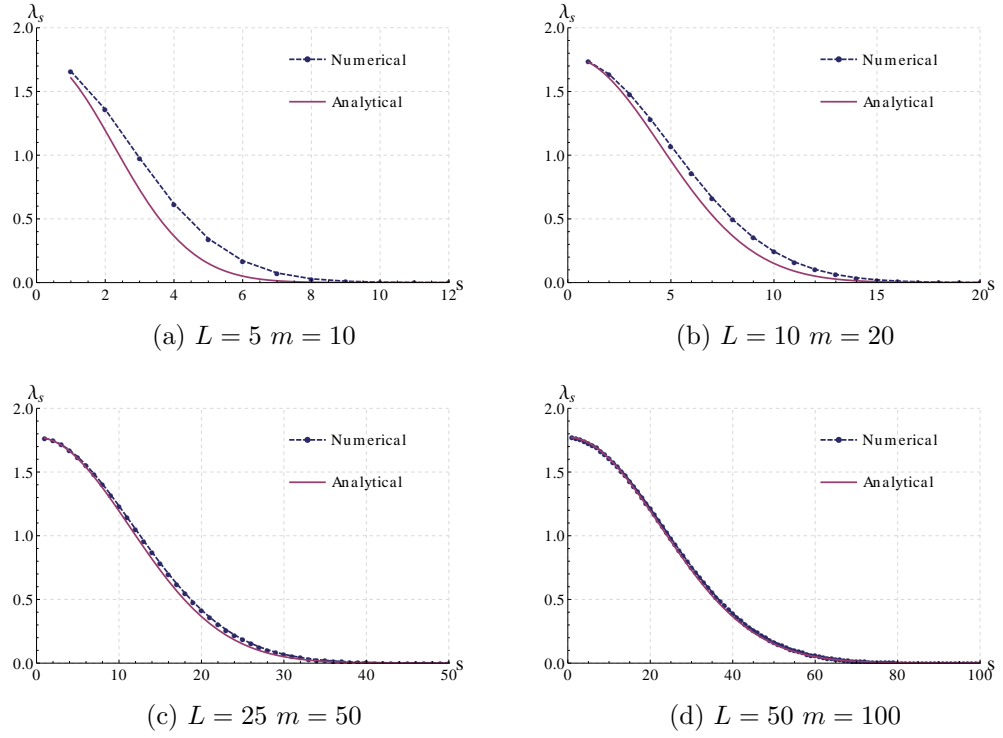 λₛ
2.0
1.5
1.0
0.5
0.0
0 2 4 6 8 10 12 s
Numerical
Analytical
(a) L = 5 m = 10
λₛ
2.0
1.5
1.0
0.5
0.0
0 5 10 15 20 s
Numerical
Analytical
(b) L = 10 m = 20
λₛ
2.0
1.5
1.0
0.5
0.0
0 10 20 30 40 50 s
Numerical
Analytical
(c) L = 25 m = 50
λₛ
2.0
1.5
1.0
0.5
0.0
0 20 40 60 80 100 s
Numerical
Analytical
(d) L = 50 m = 100